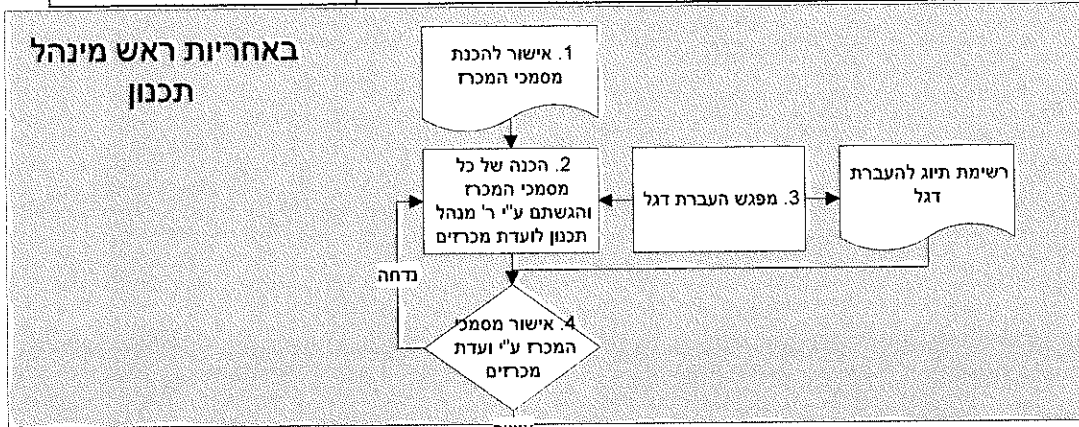 באחריות ראש מינהל
תכנון
1. אישור להכנת
מסמכי המכרז
2. הכנה של כל
מסמכי המכרז
והגשתם ע"י ר' מנהל
תכנון לועדת מכרזים
3. מפגש העברת דגל
רשימת תיוג להעברת
דגל
נדחה
4. אישור מסמכי
המכרז ע"י ועדת
מכרזים